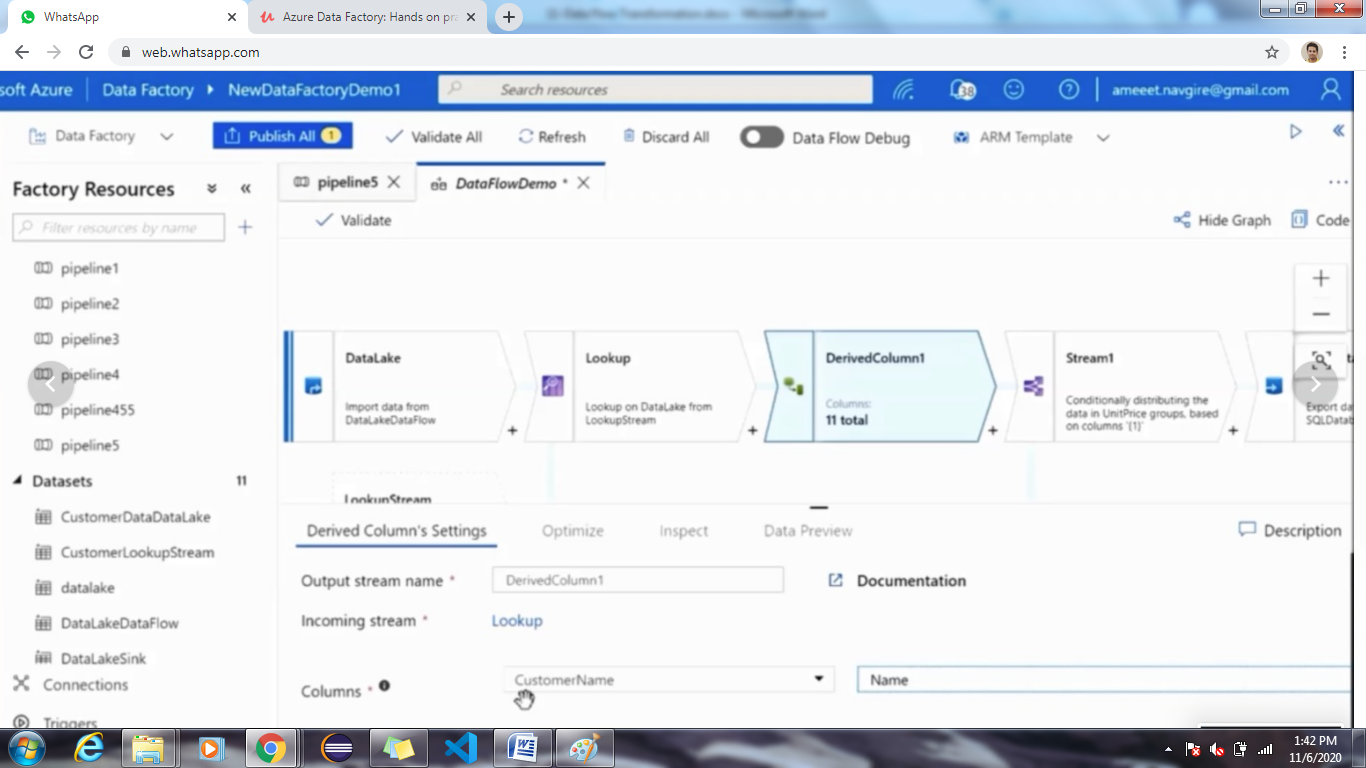 WhatsApp
Azure Data Factory: Hands on pra
web.whatsapp.com
soft Azure
Data Factory
NewDataFactoryDemo1
Search resources
38
ameeet.navgire@gmail.com
Data Factory
Publish All 1
Validate All
Refresh
Discard All
Data Flow Debug
ARM Template
Factory Resources
pipeline5
DataFlowDemo *
Filter resources by name
Validate
Hide Graph
Code
pipeline1
pipeline2
pipeline3
pipeline4
pipeline455
pipeline5
Datasets 11
CustomerDataDataLake
CustomerLookupStream
datalake
DataLakeDataFlow
DataLakeSink
Connections
Triggers
DataLake
Import data from
DataLakeDataFlow
+
Lookup
Lookup on DataLake from
LookupStream
+
DerivedColumn1
Columns:
11 total
+
Stream1
Conditionally distributing the
data in UnitPrice groups, based
on columns '{1}'
+
Export da
SQLDatab
LookupStream
Derived Column's Settings
Optimize
Inspect
Data Preview
Description
Output stream name *
DerivedColumn1
Documentation
Incoming stream *
Lookup
Columns *
CustomerName
Name
1:42 PM
11/6/2020